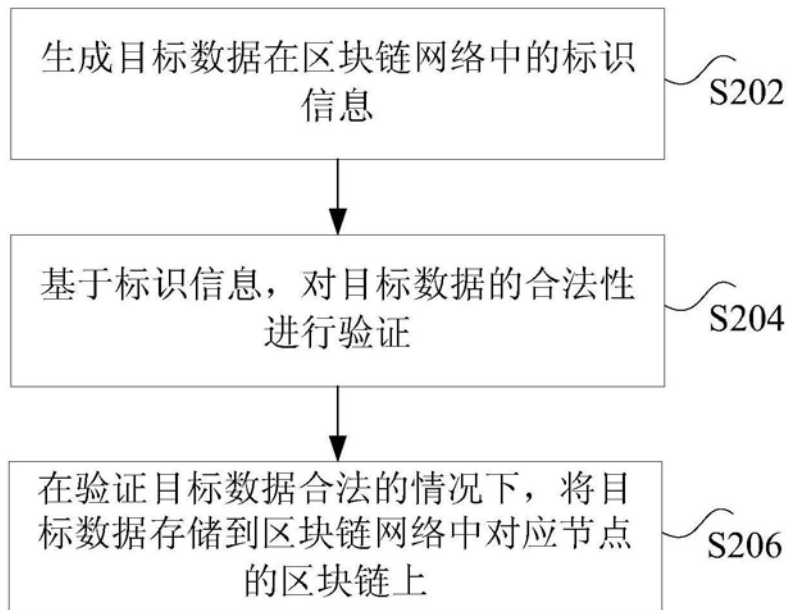 生成目标数据在区块链网络中的标识
信息
S202
基于标识信息，对目标数据的合法性
进行验证
S204
在验证目标数据合法的情况下，将目
标数据存储到区块链网络中对应节点
的区块链上
S206